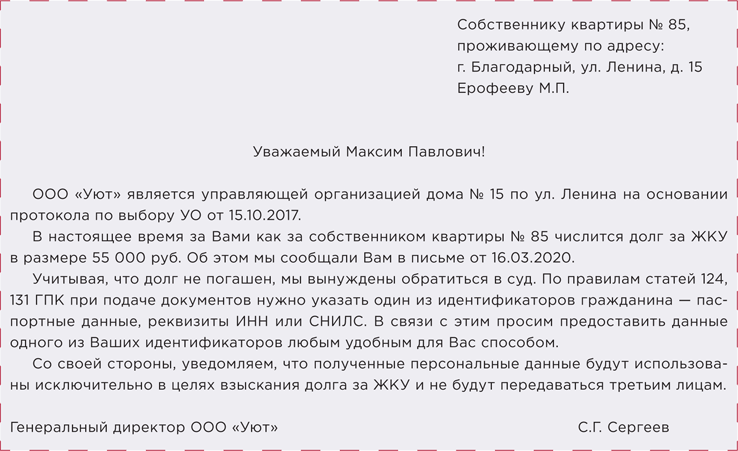 Собственнику квартиры № 85,
проживающему по адресу:
г. Благодарный, ул. Ленина, д. 15
Ерофееву М.П.
Уважаемый Максим Павлович!
ООО «Уют» является управляющей организацией дома № 15 по ул. Ленина на основании
протокола по выбору УО от 15.10.2017.
В настоящее время за Вами как за собственником квартиры № 85 числится долг за ЖКУ
в размере 55 000 руб. Об этом мы сообщали Вам в письме от 16.03.2020.
Учитывая, что долг не погашен, мы вынуждены обратиться в суд. По правилам статей 124,
131 ГПК при подаче документов нужно указать один из идентификаторов гражданина — пас-
портные данные, реквизиты ИНН или СНИЛС. В связи с этим просим предоставить данные
одного из Ваших идентификаторов любым удобным для Вас способом.
Со своей стороны, уведомляем, что полученные персональные данные будут использова-
ны исключительно в целях взыскания долга за ЖКУ и не будут передаваться третьим лицам.
Генеральный директор ООО «Уют» С.Г. Сергеев